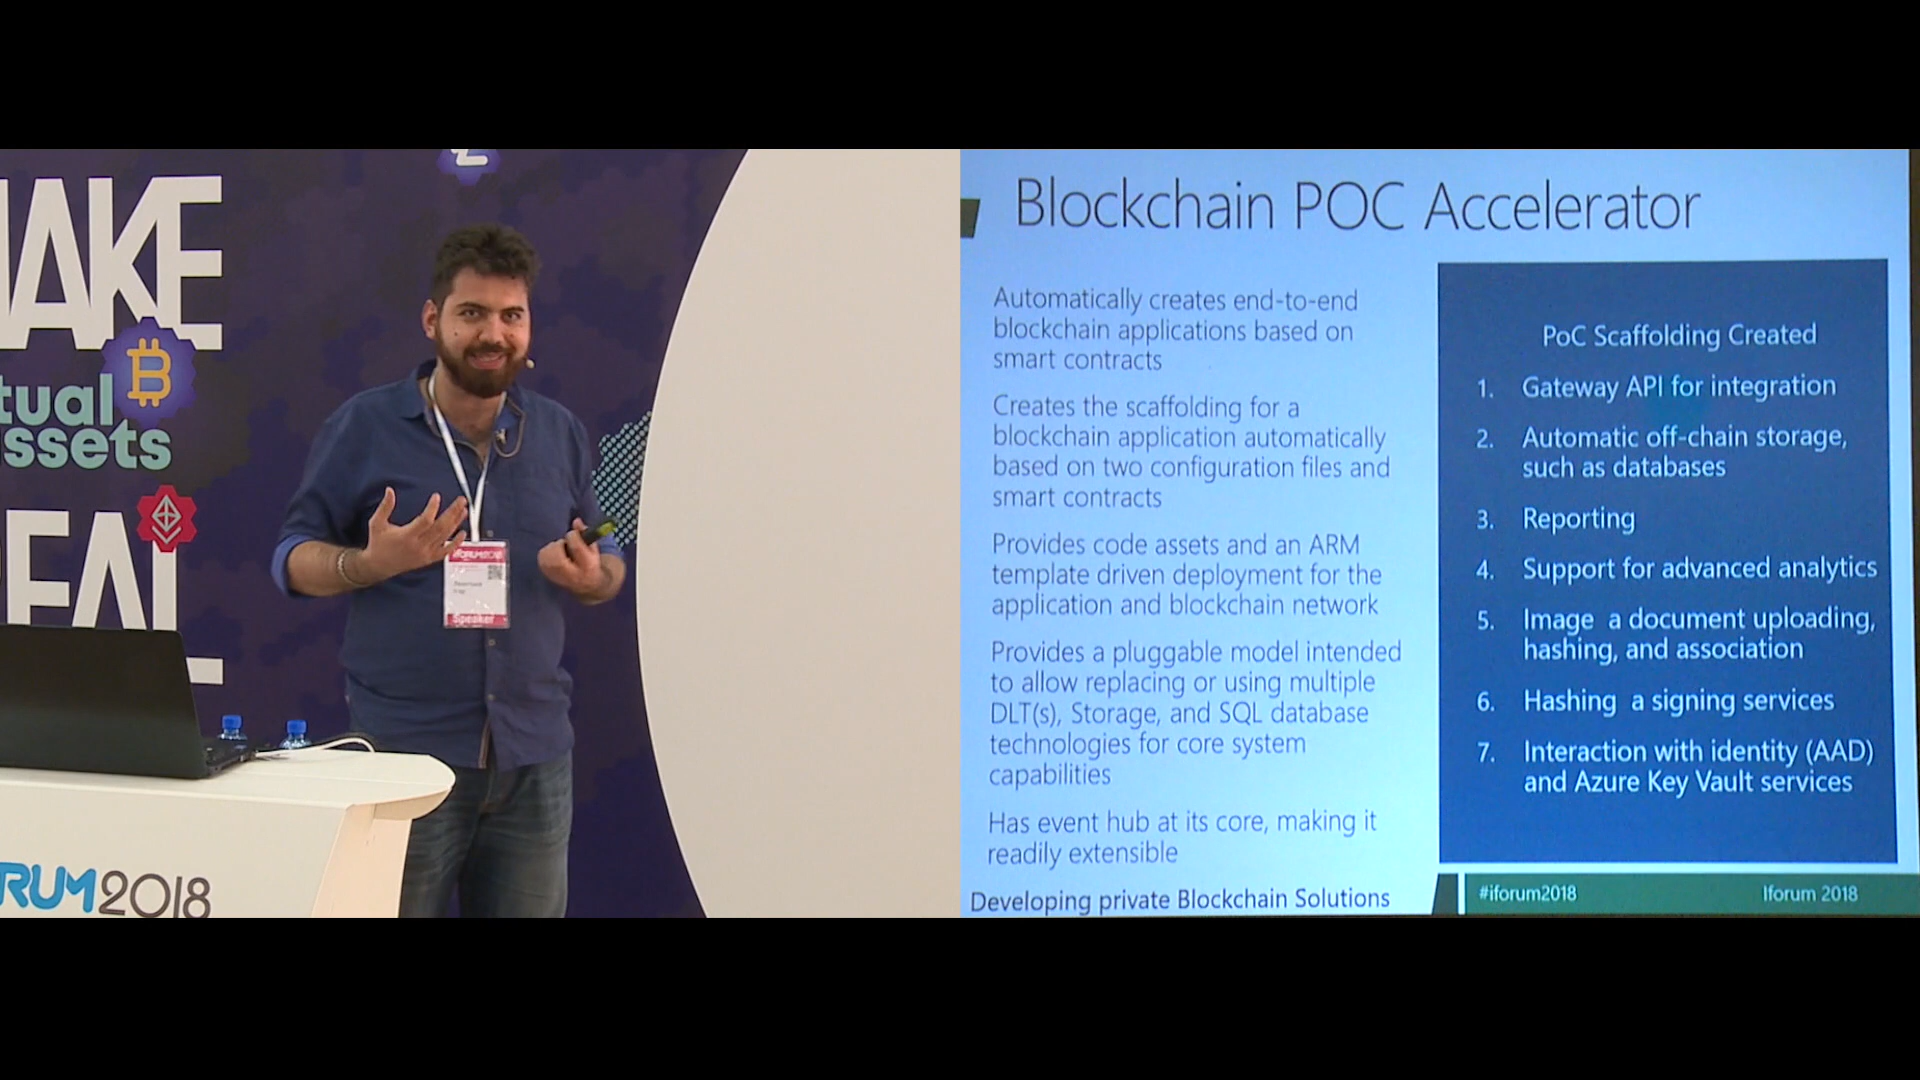 AKE
tual
ssets
REAL
iFORUM2018
Speaker
RUM2018
Blockchain POC Accelerator
Automatically creates end-to-end
blockchain applications based on
smart contracts
Creates the scaffolding for a
blockchain application automatically
based on two configuration files and
smart contracts
Provides code assets and an ARM
template driven deployment for the
application and blockchain network
Provides a pluggable model intended
to allow replacing or using multiple
DLT(s), Storage, and SQL database
technologies for core system
capabilities
Has event hub at its core, making it
readily extensible
PoC Scaffolding Created
1. Gateway API for integration
2. Automatic off-chain storage,
such as databases
3. Reporting
4. Support for advanced analytics
5. Image a document uploading,
hashing, and association
6. Hashing a signing services
7. Interaction with identity (AAD)
and Azure Key Vault services
Developing private Blockchain Solutions
#iforum2018
Iforum 2018